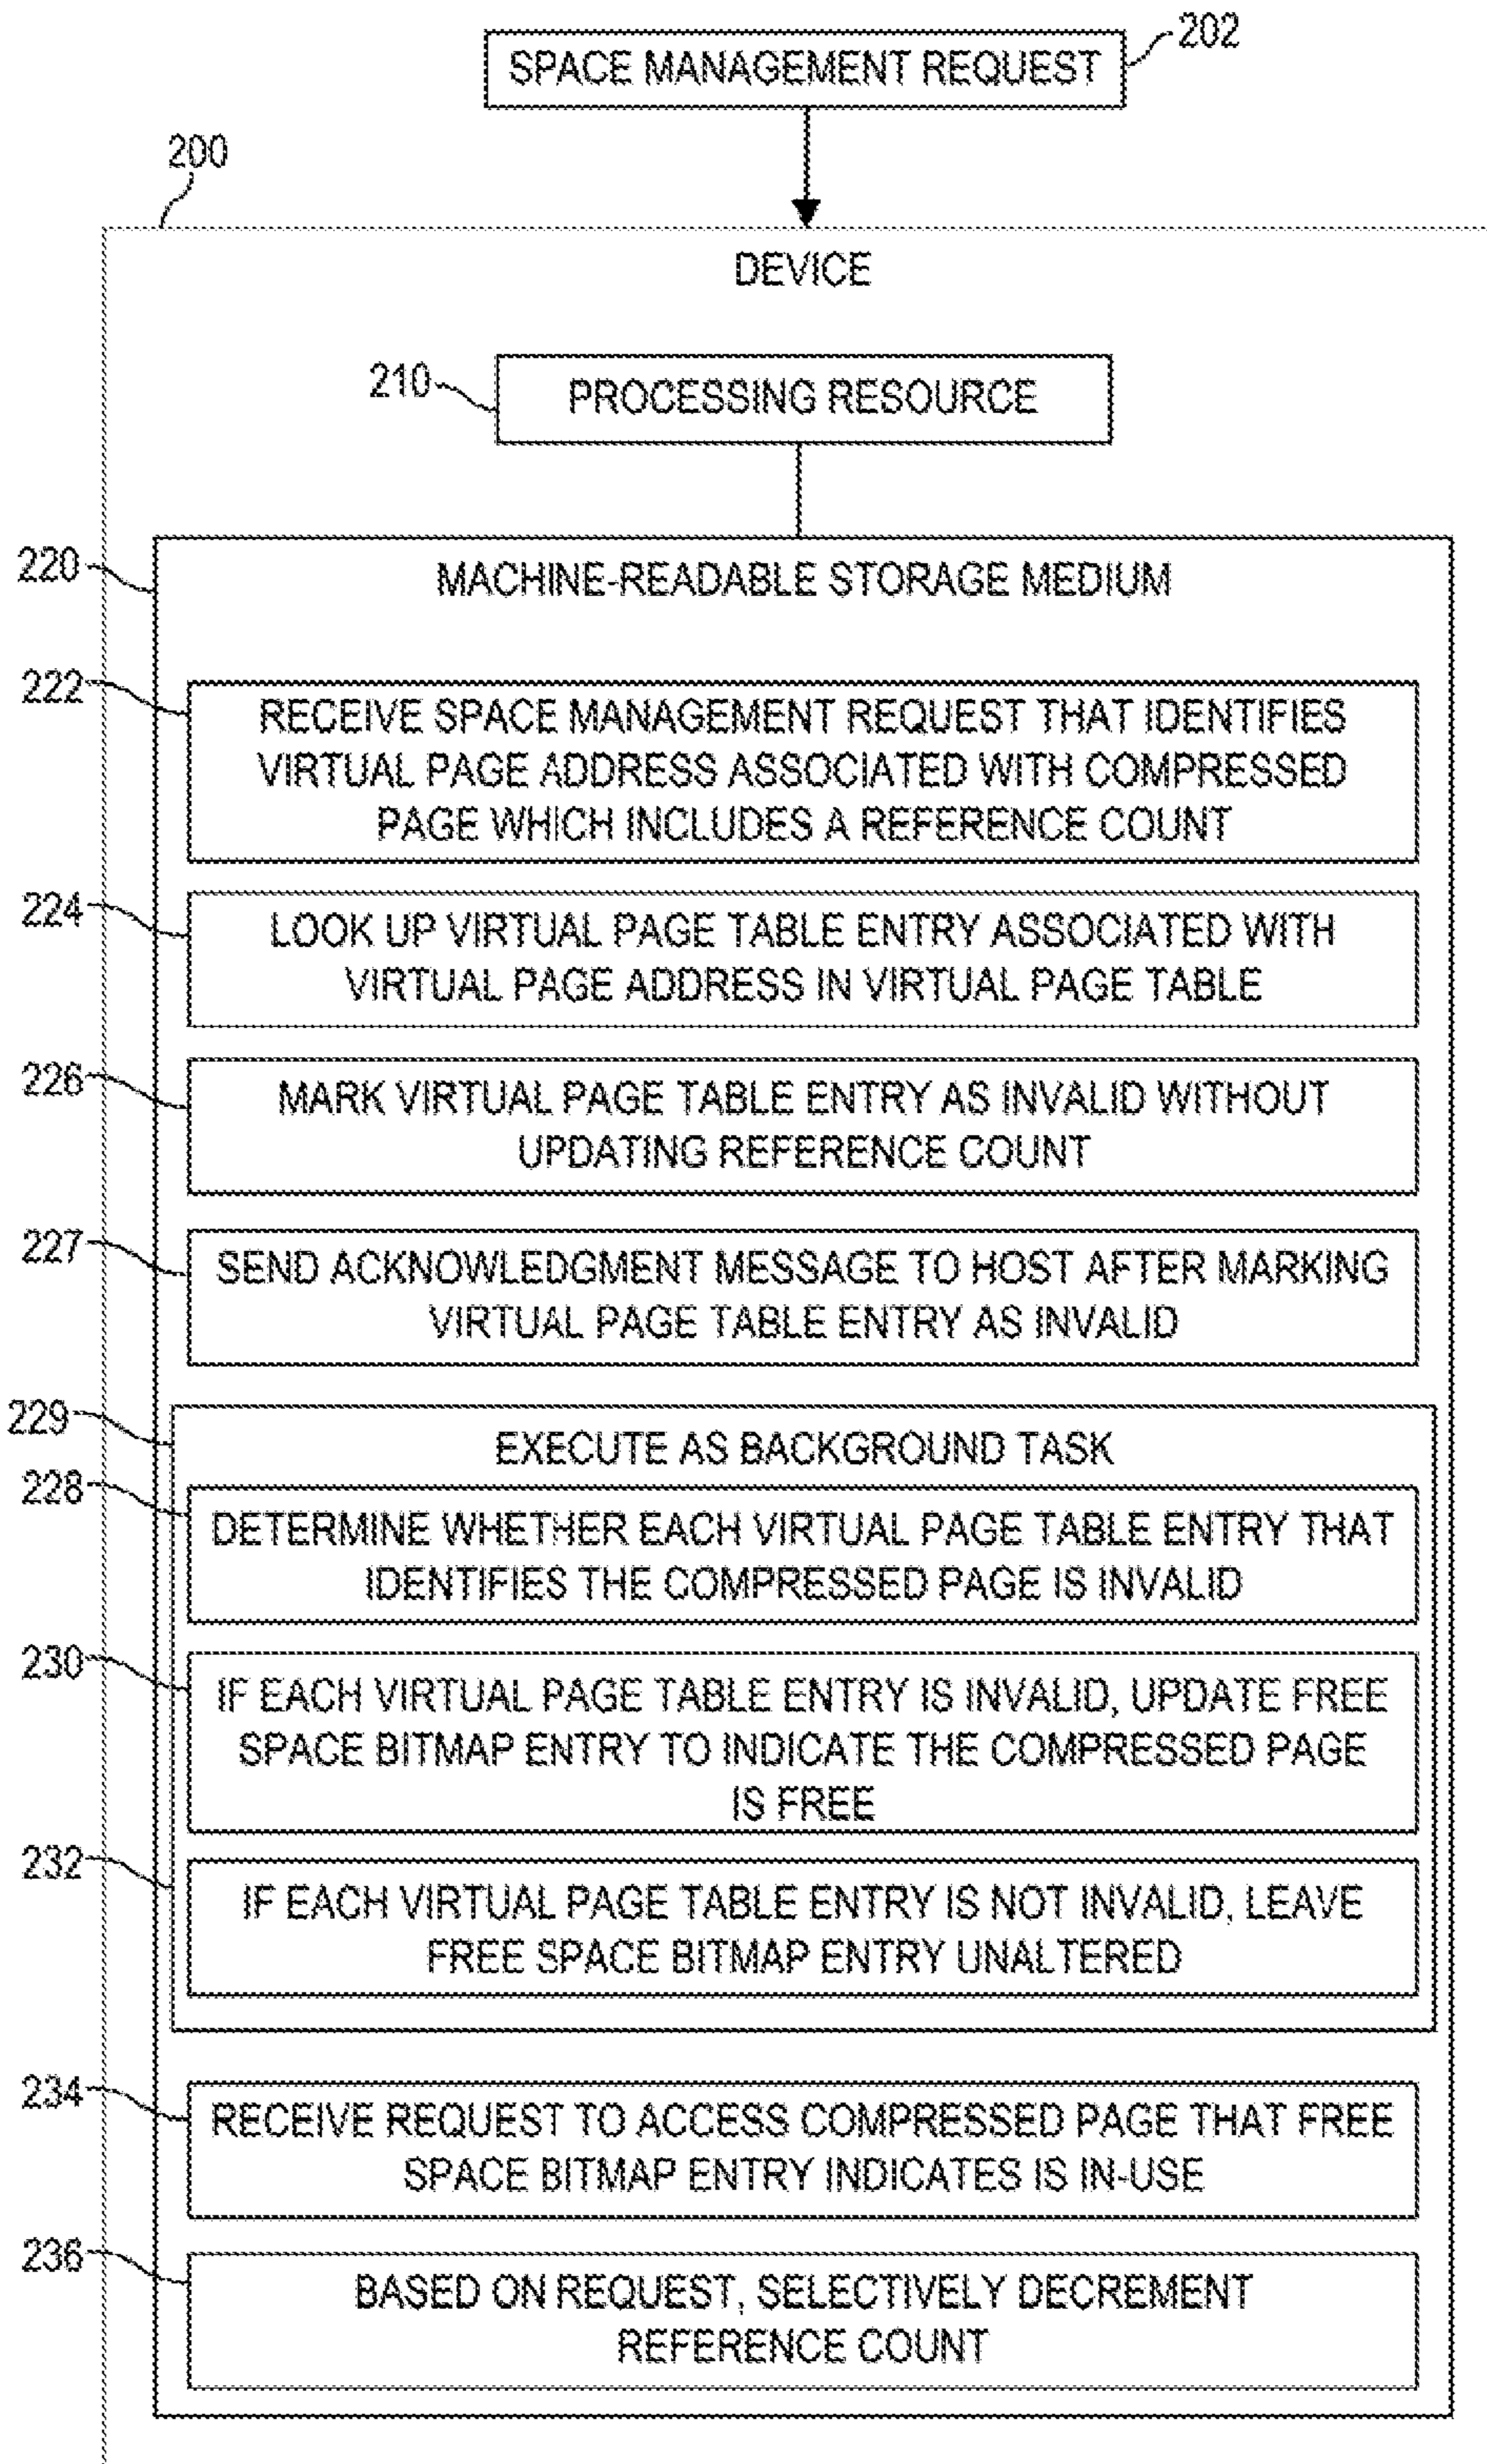 202
SPACE MANAGEMENT REQUEST
200
DEVICE
210
PROCESSING RESOURCE
220
MACHINE-READABLE STORAGE MEDIUM
222
RECEIVE SPACE MANAGEMENT REQUEST THAT IDENTIFIES
VIRTUAL PAGE ADDRESS ASSOCIATED WITH COMPRESSED
PAGE WHICH INCLUDES A REFERENCE COUNT
224
LOOK UP VIRTUAL PAGE TABLE ENTRY ASSOCIATED WITH
VIRTUAL PAGE ADDRESS IN VIRTUAL PAGE TABLE
226
MARK VIRTUAL PAGE TABLE ENTRY AS INVALID WITHOUT
UPDATING REFERENCE COUNT
227
SEND ACKNOWLEDGMENT MESSAGE TO HOST AFTER MARKING
VIRTUAL PAGE TABLE ENTRY AS INVALID
229
EXECUTE AS BACKGROUND TASK
228
DETERMINE WHETHER EACH VIRTUAL PAGE TABLE ENTRY THAT
IDENTIFIES THE COMPRESSED PAGE IS INVALID
230
IF EACH VIRTUAL PAGE TABLE ENTRY IS INVALID, UPDATE FREE
SPACE BITMAP ENTRY TO INDICATE THE COMPRESSED PAGE
IS FREE
232
IF EACH VIRTUAL PAGE TABLE ENTRY IS NOT INVALID, LEAVE
FREE SPACE BITMAP ENTRY UNALTERED
234
RECEIVE REQUEST TO ACCESS COMPRESSED PAGE THAT FREE
SPACE BITMAP ENTRY INDICATES IS IN-USE
236
BASED ON REQUEST, SELECTIVELY DECREMENT
REFERENCE COUNT